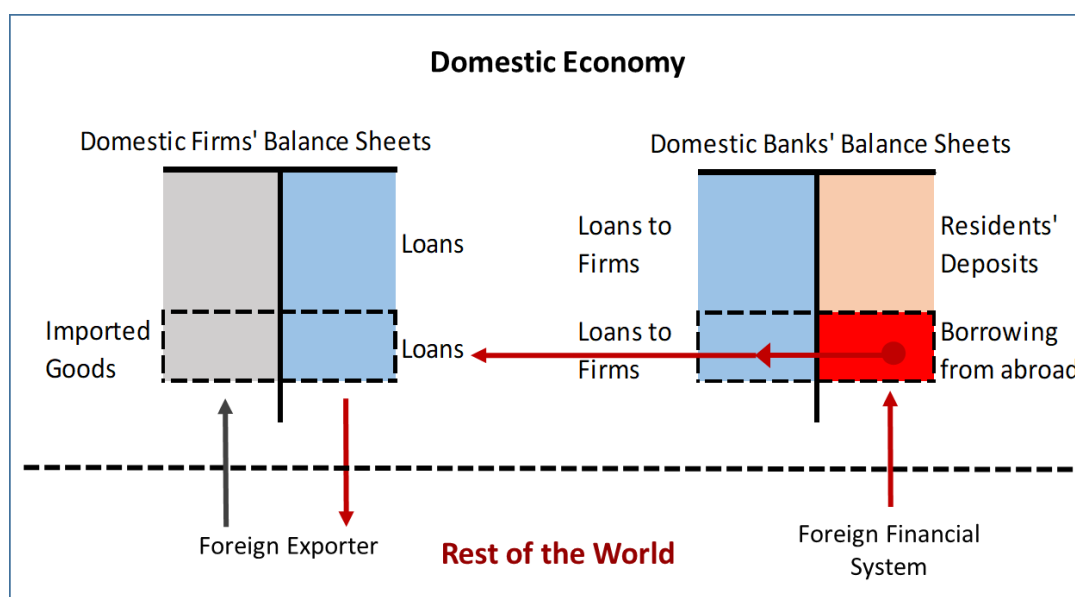 Domestic Economy
Domestic Firms' Balance Sheets
Domestic Banks' Balance Sheets
Loans
Loans to
Firms
Residents'
Deposits
Imported
Goods
Loans
Loans to
Firms
Borrowing
from abroad
Foreign Exporter
Rest of the World
Foreign Financial
System